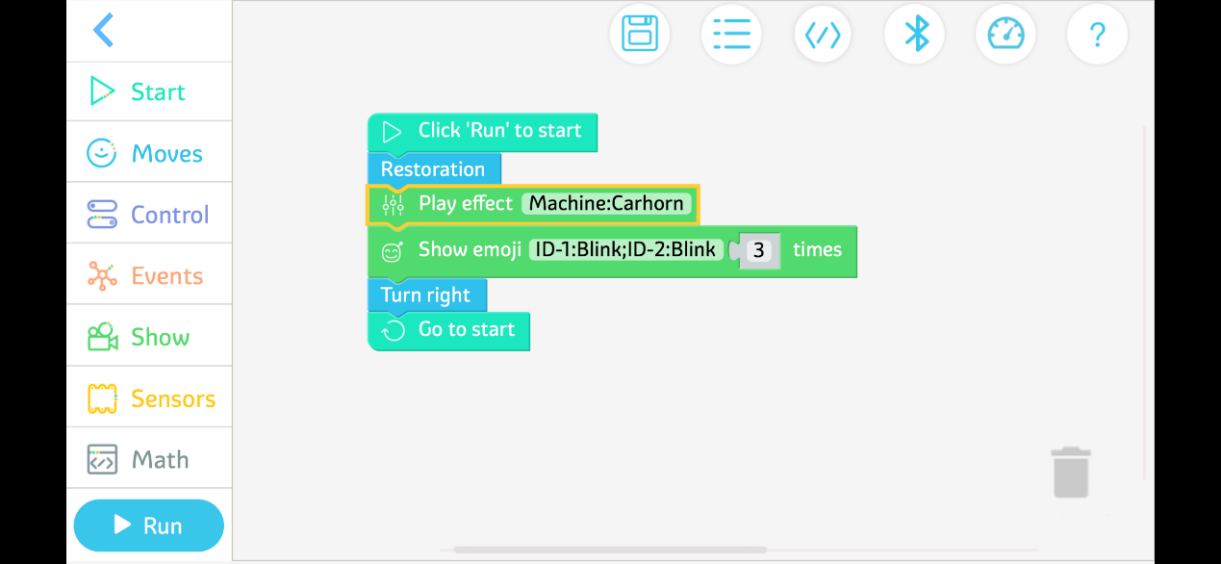 Start
Moves
Control
Events
Show
Sensors
Math
Run
?
Click 'Run' to start
Restoration
Play effect Machine:Carhorn
Show emoji ID-1:Blink;ID-2:Blink 3 times
Turn right
Go to start